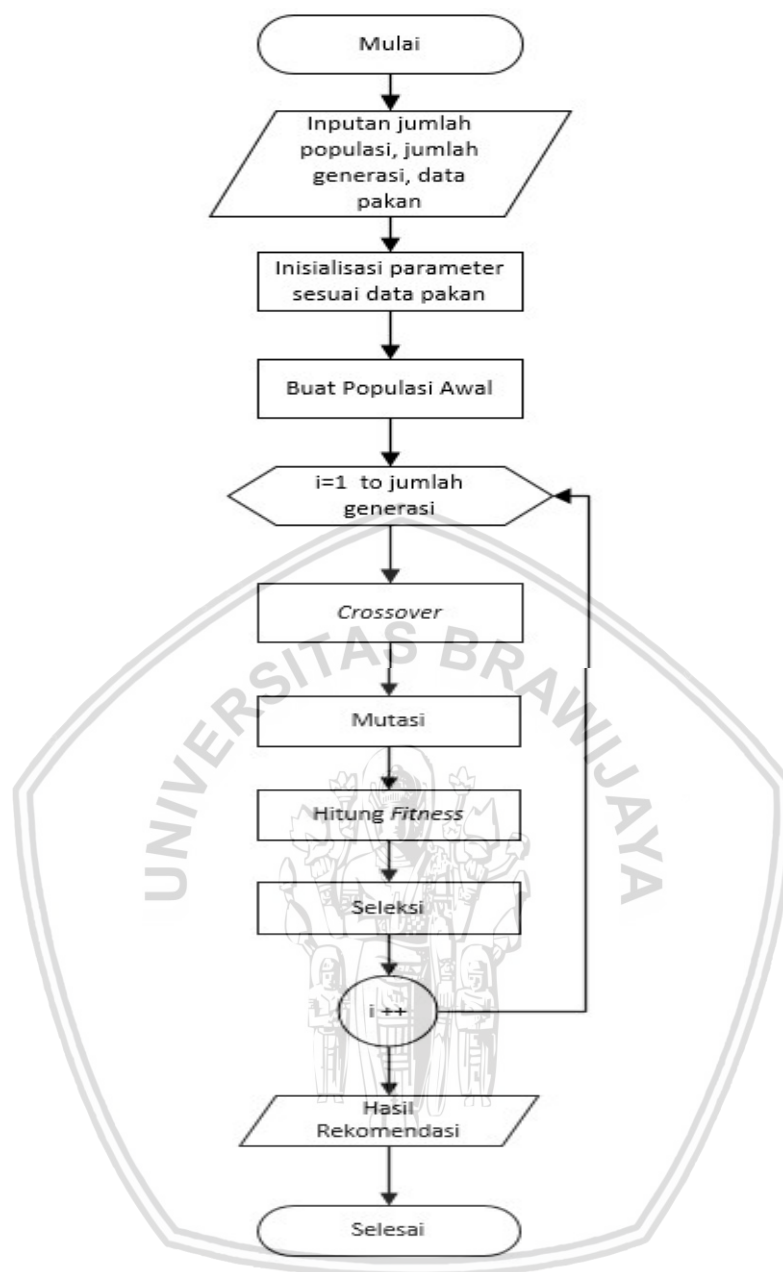 Mulai
Inputan jumlah
populasi, jumlah
generasi, data
pakan
Inisialisasi parameter
sesuai data pakan
Buat Populasi Awal
i=1 to jumlah
generasi
Crossover
UNIVERSITAS BRAWIJAYA
Mutasi
Hitung Fitness
Seleksi
i ++
Hasil
Rekomendasi
Selesai